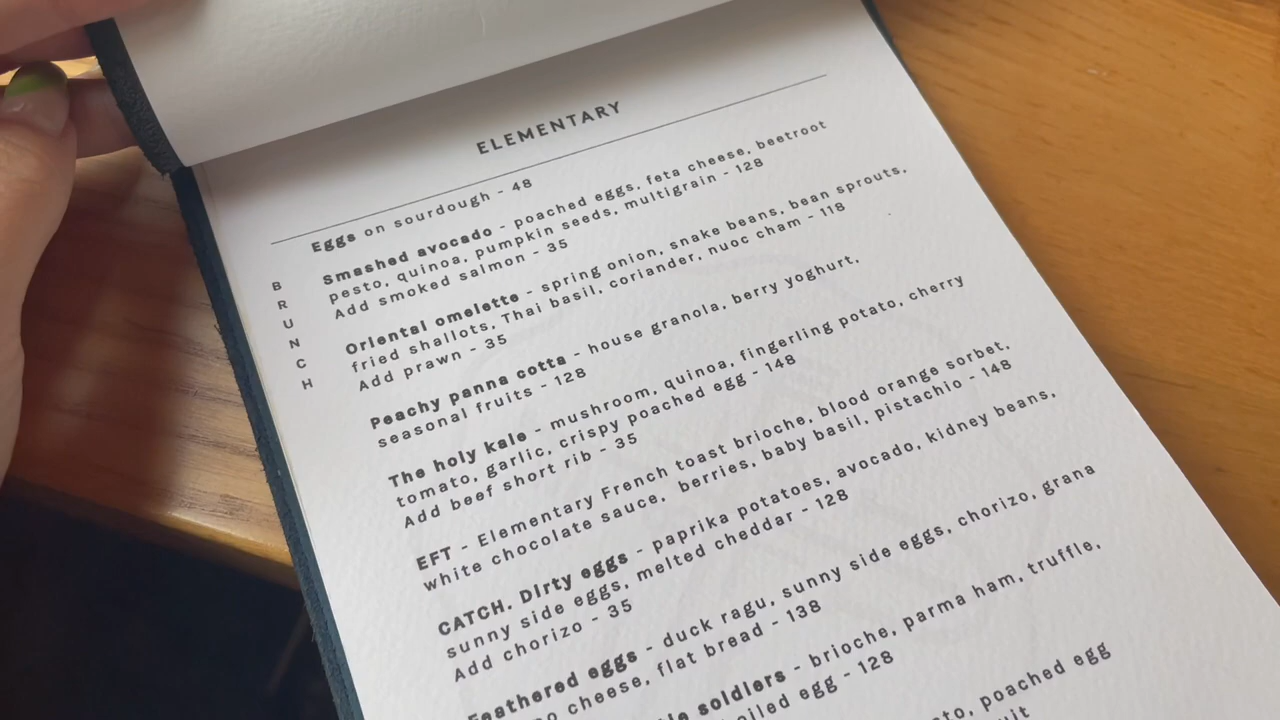 ELEMENTARY
BRUNCH
Eggs on sourdough - 48
Smashed avocado - poached eggs, feta cheese, beetroot
pesto, quinoa, pumpkin seeds, multigrain - 128
Add smoked salmon - 35
Oriental omelette - spring onion, snake beans, bean sprouts,
fried shallots, Thai basil, coriander, nuoc cham - 118
Add prawn - 35
Peachy panna cotta - house granola, berry yoghurt,
seasonal fruits - 128
The holy kale - mushroom, quinoa, fingerling potato, cherry
tomato, garlic, crispy poached egg - 148
Add beef short rib - 35
EFT - Elementary French toast brioche, blood orange sorbet,
white chocolate sauce, berries, baby basil, pistachio - 148
CATCH. Dirty eggs - paprika potatoes, avocado, kidney beans,
sunny side eggs, melted cheddar - 128
Add chorizo - 35
Feathered eggs - duck ragu, sunny side eggs, chorizo, grana
cheese, flat bread - 138
soldiers - brioche, parma ham, truffle,
egg - 128
poached egg